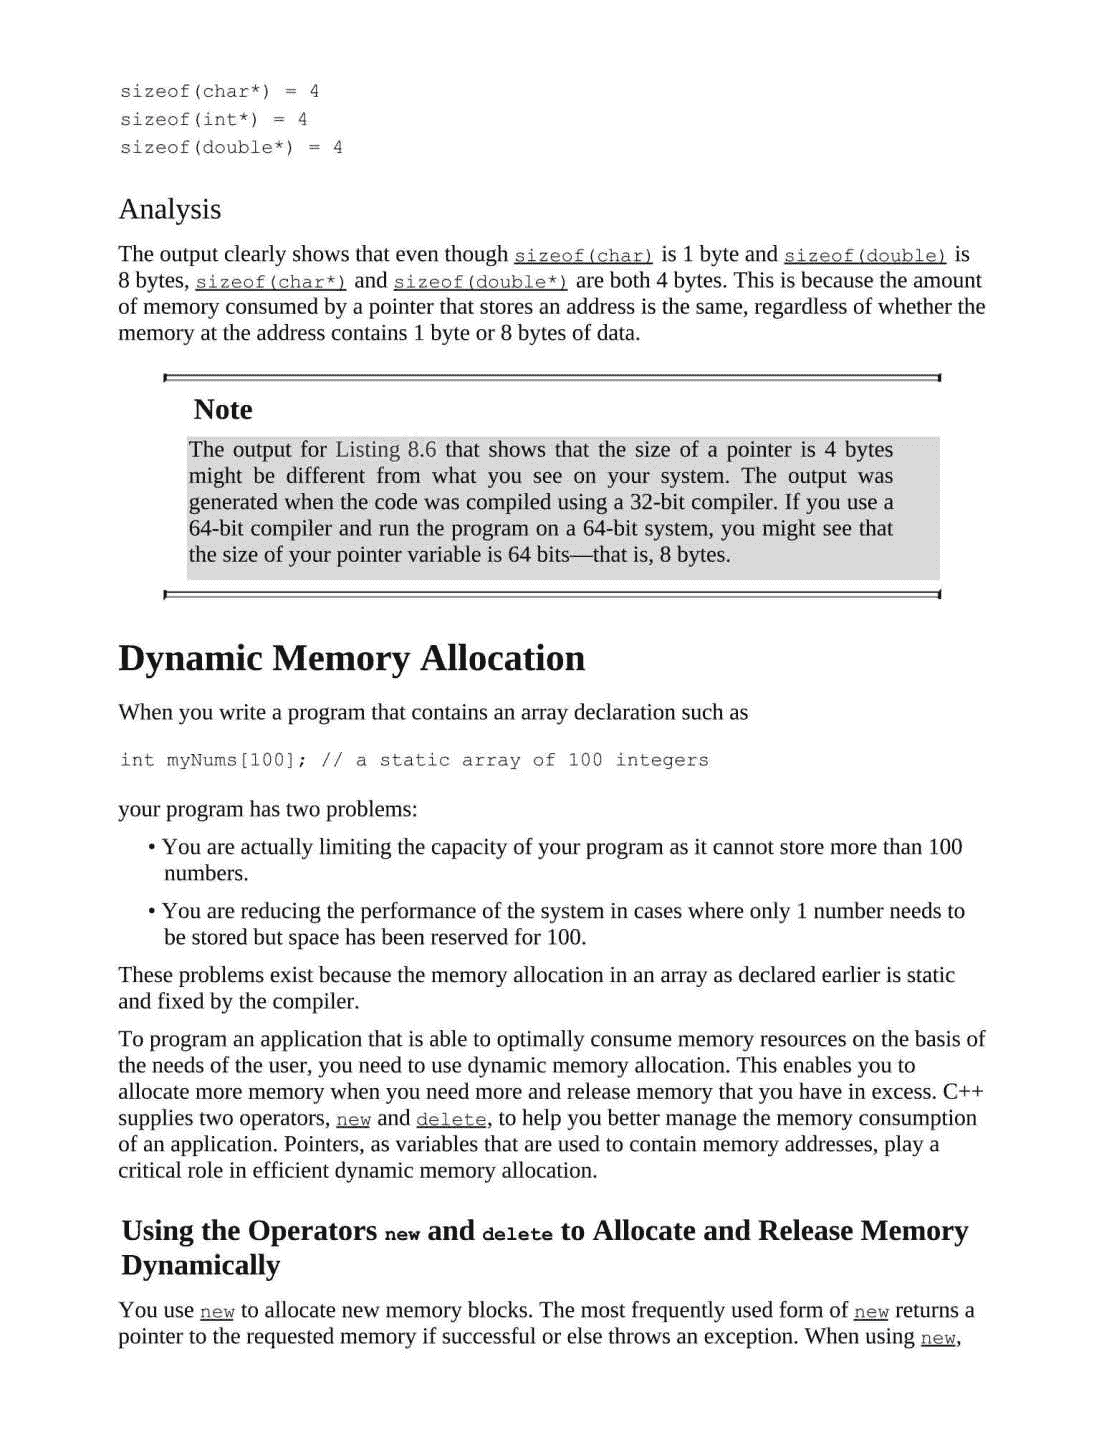 sizeof(char*) = 4
sizeof(int*) = 4
sizeof(double*) = 4
Analysis
The output clearly shows that even though sizeof(char) is 1 byte and sizeof(double) is
8 bytes, sizeof(char*) and sizeof(double*) are both 4 bytes. This is because the amount
of memory consumed by a pointer that stores an address is the same, regardless of whether the
memory at the address contains 1 byte or 8 bytes of data.
Note
The output for Listing 8.6 that shows that the size of a pointer is 4 bytes
might be different from what you see on your system. The output was
generated when the code was compiled using a 32-bit compiler. If you use a
64-bit compiler and run the program on a 64-bit system, you might see that
the size of your pointer variable is 64 bits—that is, 8 bytes.
Dynamic Memory Allocation
When you write a program that contains an array declaration such as
int myNums[100]; // a static array of 100 integers
your program has two problems:
• You are actually limiting the capacity of your program as it cannot store more than 100
numbers.
• You are reducing the performance of the system in cases where only 1 number needs to
be stored but space has been reserved for 100.
These problems exist because the memory allocation in an array as declared earlier is static
and fixed by the compiler.
To program an application that is able to optimally consume memory resources on the basis of
the needs of the user, you need to use dynamic memory allocation. This enables you to
allocate more memory when you need more and release memory that you have in excess. C++
supplies two operators, new and delete, to help you better manage the memory consumption
of an application. Pointers, as variables that are used to contain memory addresses, play a
critical role in efficient dynamic memory allocation.
Using the Operators new and delete to Allocate and Release Memory
Dynamically
You use new to allocate new memory blocks. The most frequently used form of new returns a
pointer to the requested memory if successful or else throws an exception. When using new,